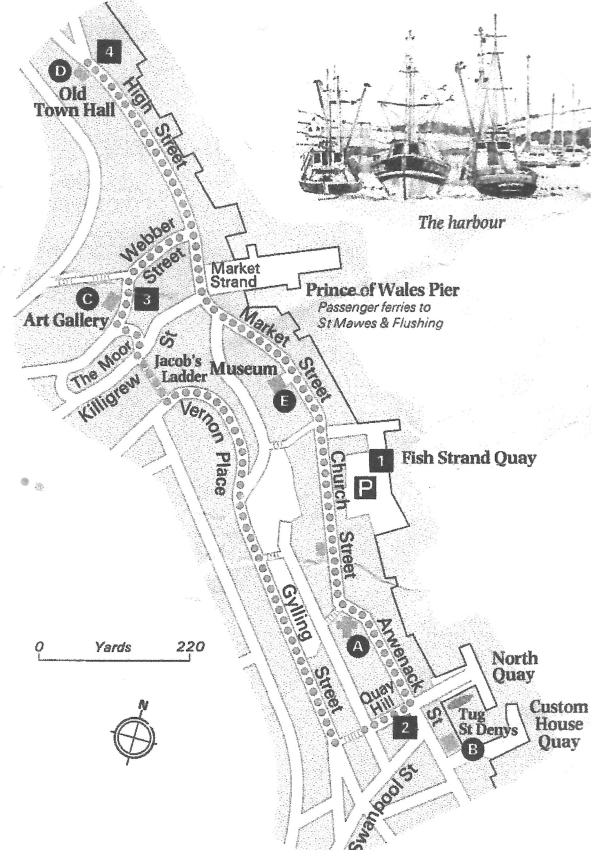 4
D
Old
Town Hall
High
Street
The harbour
Webber
Street
Market
Strand
Prince of Wales Pier
Passenger ferries to
St Mawes & Flushing
C
3
Art Gallery
The Moor
Killigrew
St
Jacob's
Ladder
Museum
Market
Street
E
Vernon
Place
1
Fish Strand Quay
P
Church
Street
Gylling
Street
A
Arwenack
St
0 Yards 220
N
Quay
Hill
2
North
Quay
Tug
St Denys
B
Custom
House
Quay
Swanpool St